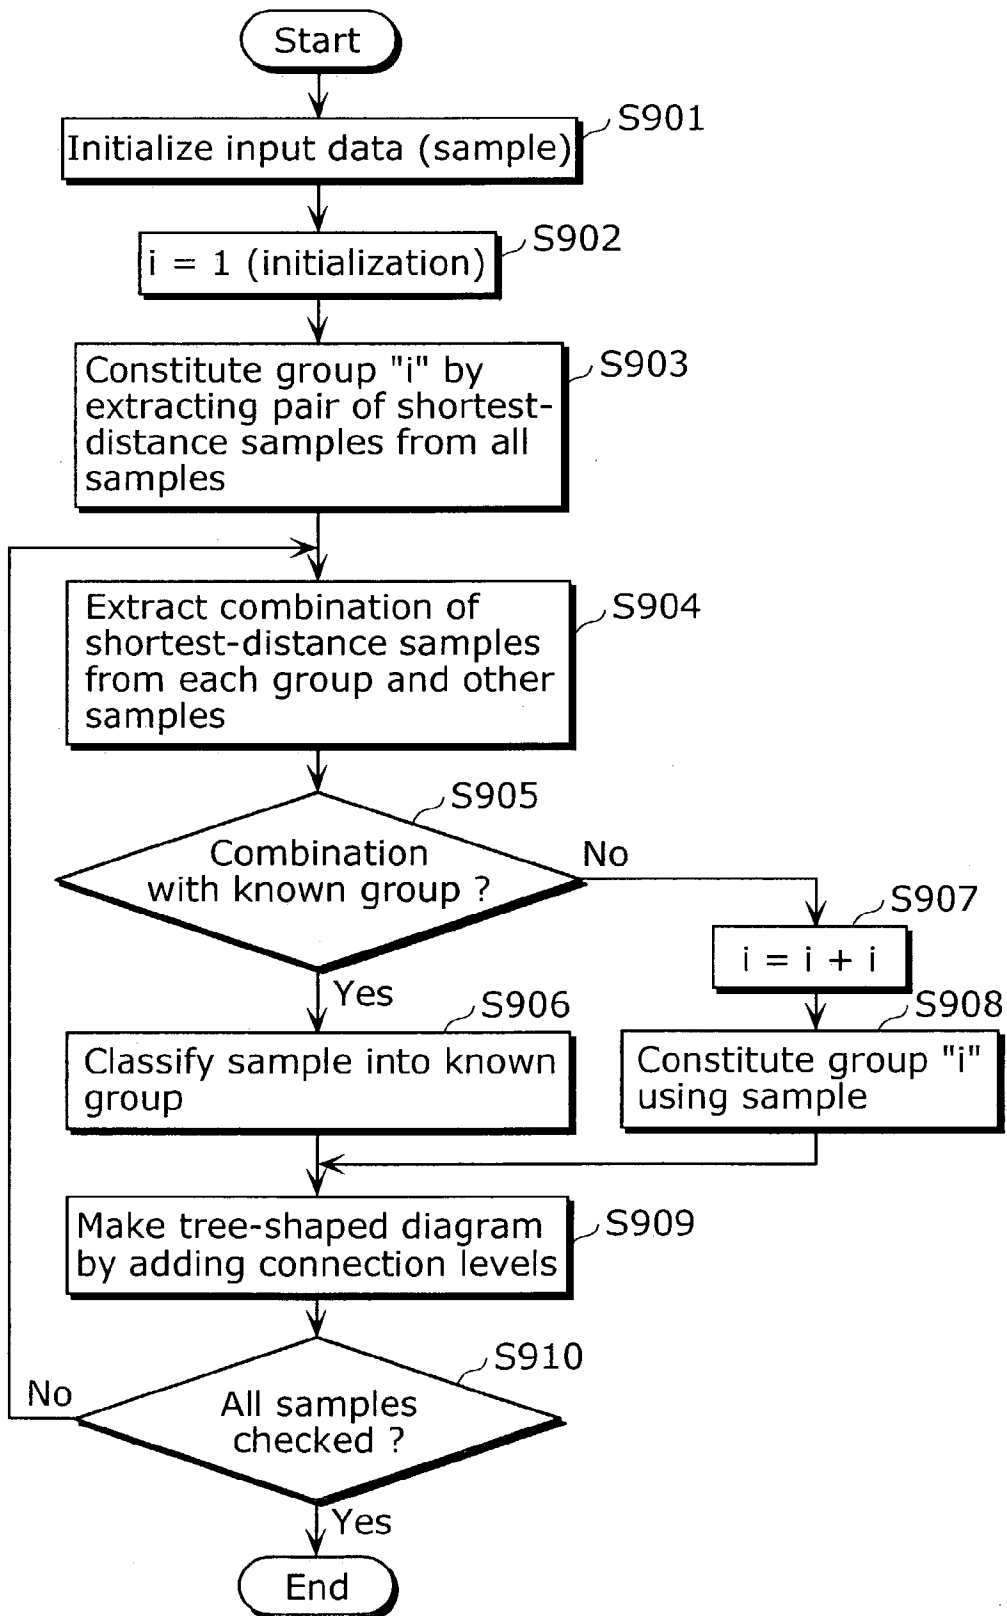 Start
S901
Initialize input data (sample)
S902
i = 1 (initialization)
S903
Constitute group "i" by
extracting pair of shortest-
distance samples from all
samples
S904
Extract combination of
shortest-distance samples
from each group and other
samples
S905
Combination
with known group ?
No
Yes
S907
i = i + i
S906
Classify sample into known
group
S908
Constitute group "i"
using sample
S909
Make tree-shaped diagram
by adding connection levels
S910
All samples
checked ?
No
Yes
End